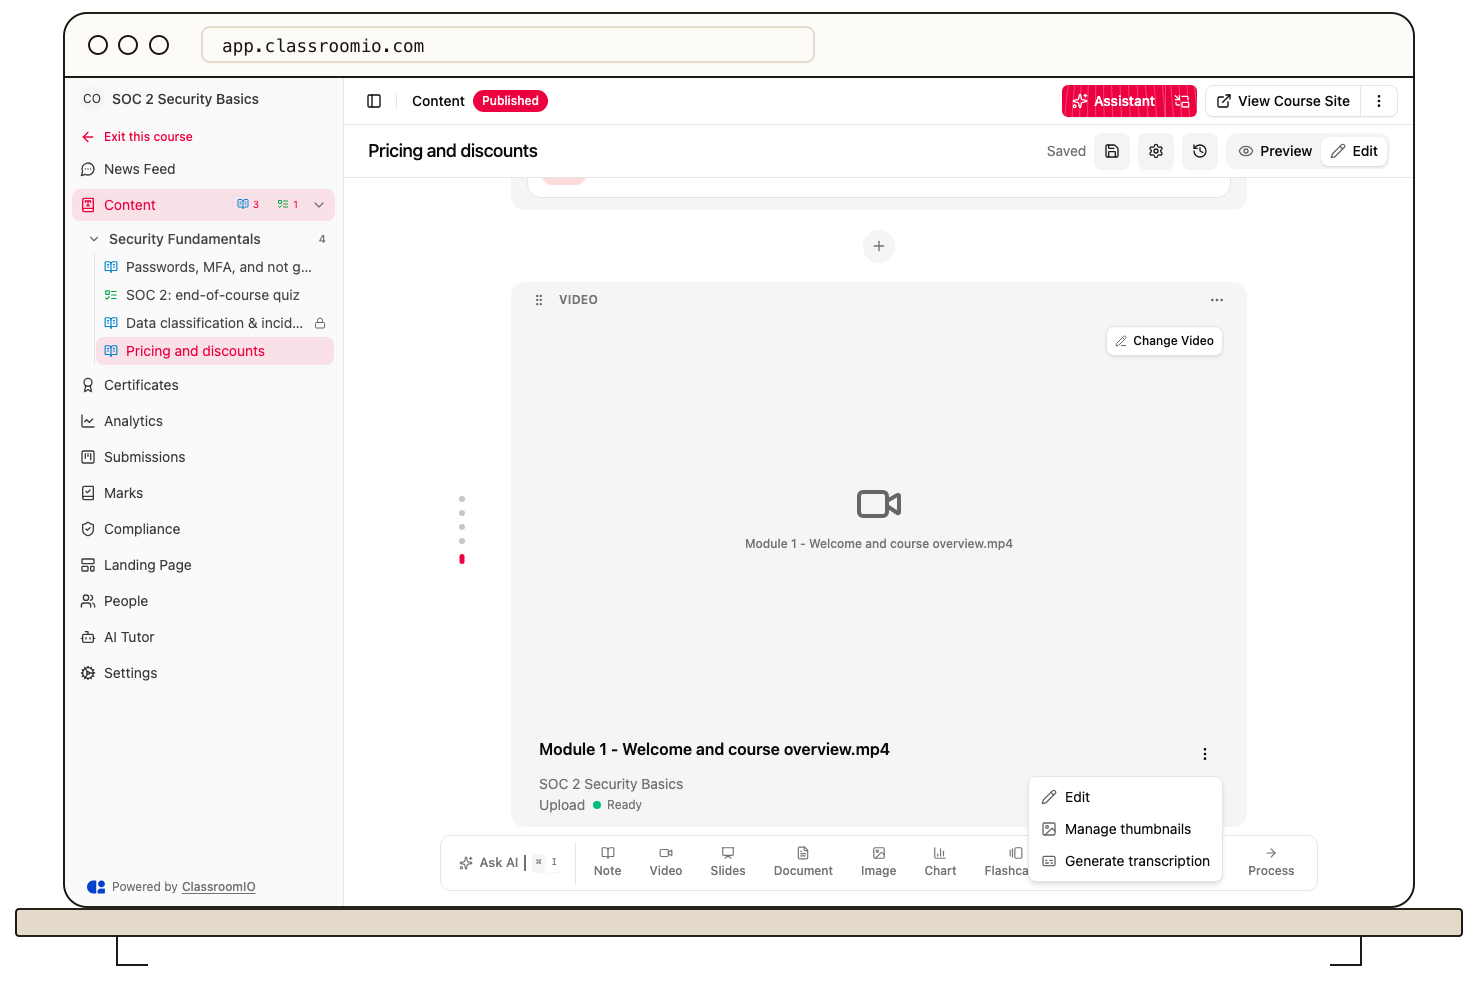 app.classroomio.com
CO SOC 2 Security Basics
Exit this course
News Feed
Content 3 1
Security Fundamentals 4
Passwords, MFA, and not g...
SOC 2: end-of-course quiz
Data classification & incid...
Pricing and discounts
Certificates
Analytics
Submissions
Marks
Compliance
Landing Page
People
AI Tutor
Settings
Powered by ClassroomIO
Content Published
Assistant
View Course Site
Pricing and discounts
Saved
Preview
Edit
VIDEO
Change Video
Module 1 - Welcome and course overview.mp4
Module 1 - Welcome and course overview.mp4
SOC 2 Security Basics
Upload Ready
Edit
Manage thumbnails
Generate transcription
Ask AI ⌘ I
Note
Video
Slides
Document
Image
Chart
Flashca
Process